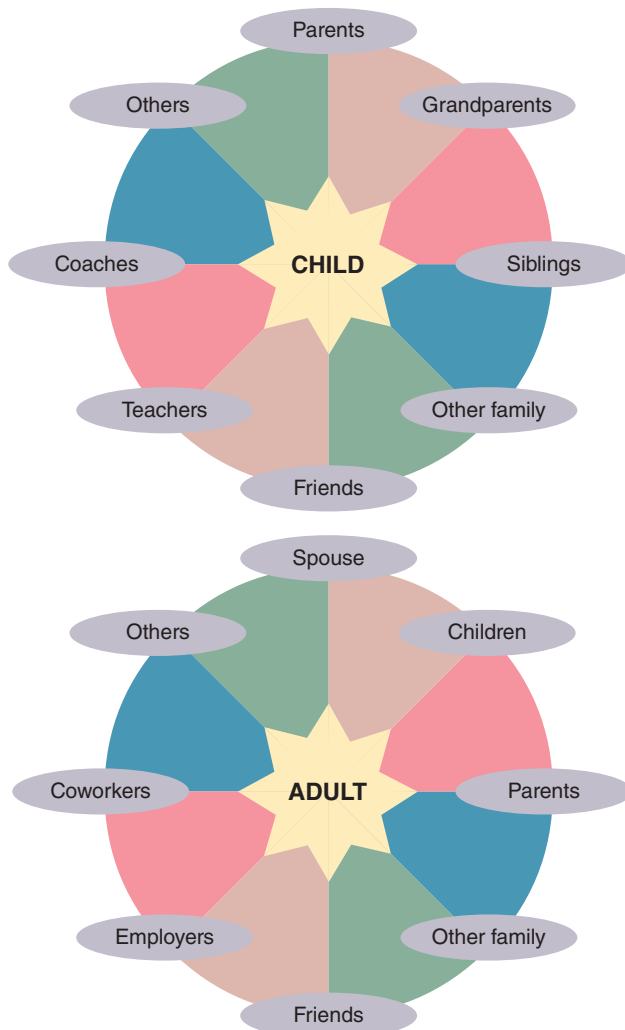 Parents
Others
Grandparents
Coaches
CHILD
Siblings
Teachers
Other family
Friends
Spouse
Others
Children
Coworkers
ADULT
Parents
Employers
Other family
Friends